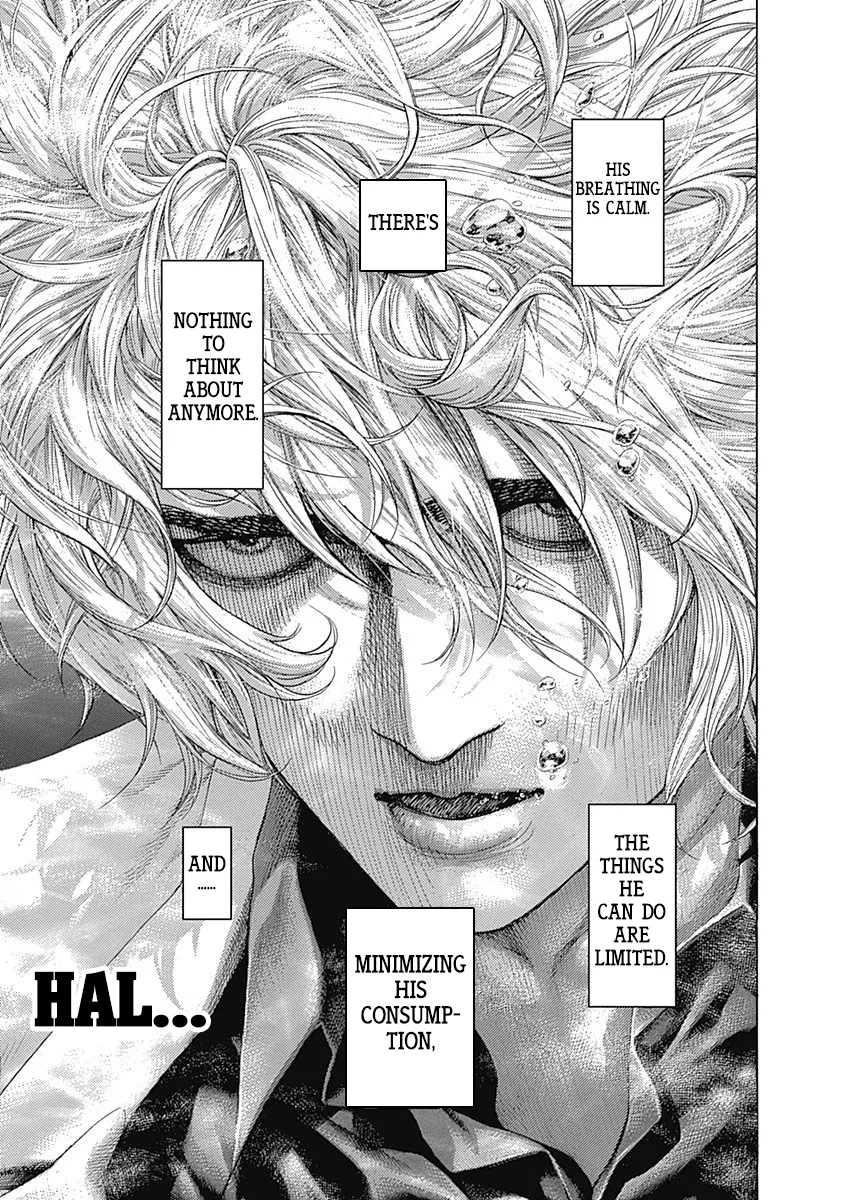 HIS
BREATHING
IS CALM.
THERE'S
NOTHING
TO
THINK
ABOUT
ANYMORE.
THE
THINGS
HE
CAN DO
ARE
LIMITED.
MINIMIZING
HIS
CONSUMP-
TION,
AND
......
HAL...